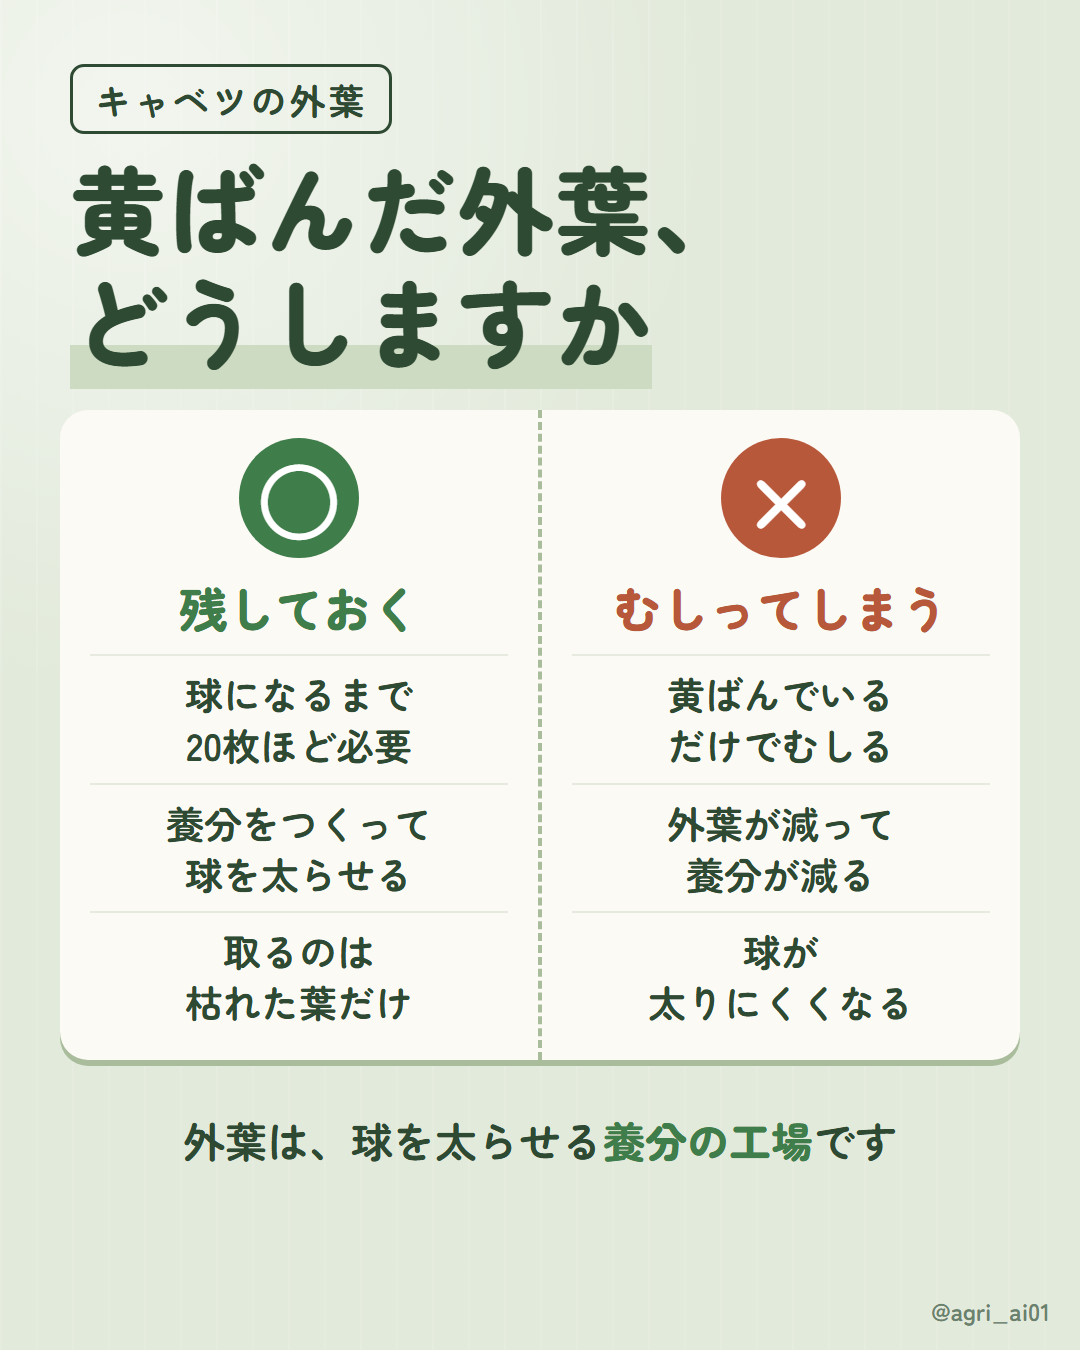 キャベツの外葉
黄ばんだ外葉、
どうしますか
○
残しておく
球になるまで
20枚ほど必要
養分をつくって
球を太らせる
取るのは
枯れた葉だけ
×
むしってしまう
黄ばんでいる
だけでむしる
外葉が減って
養分が減る
球が
太りにくくなる
外葉は、球を太らせる養分の工場です
@agri_ai01